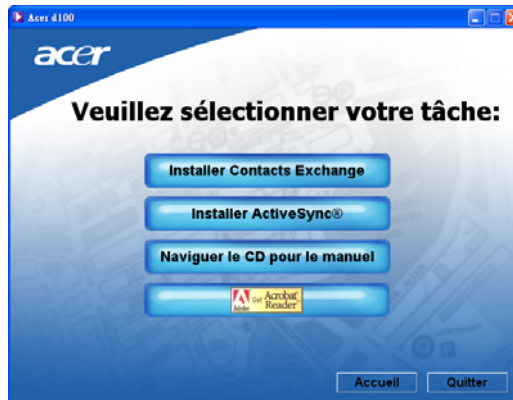 Acer d100
acer
Veuillez sélectionner votre tâche:
Installer Contacts Exchange
Installer ActiveSync®
Naviguer le CD pour le manuel
Adobe Get Acrobat Reader
Accueil Quitter